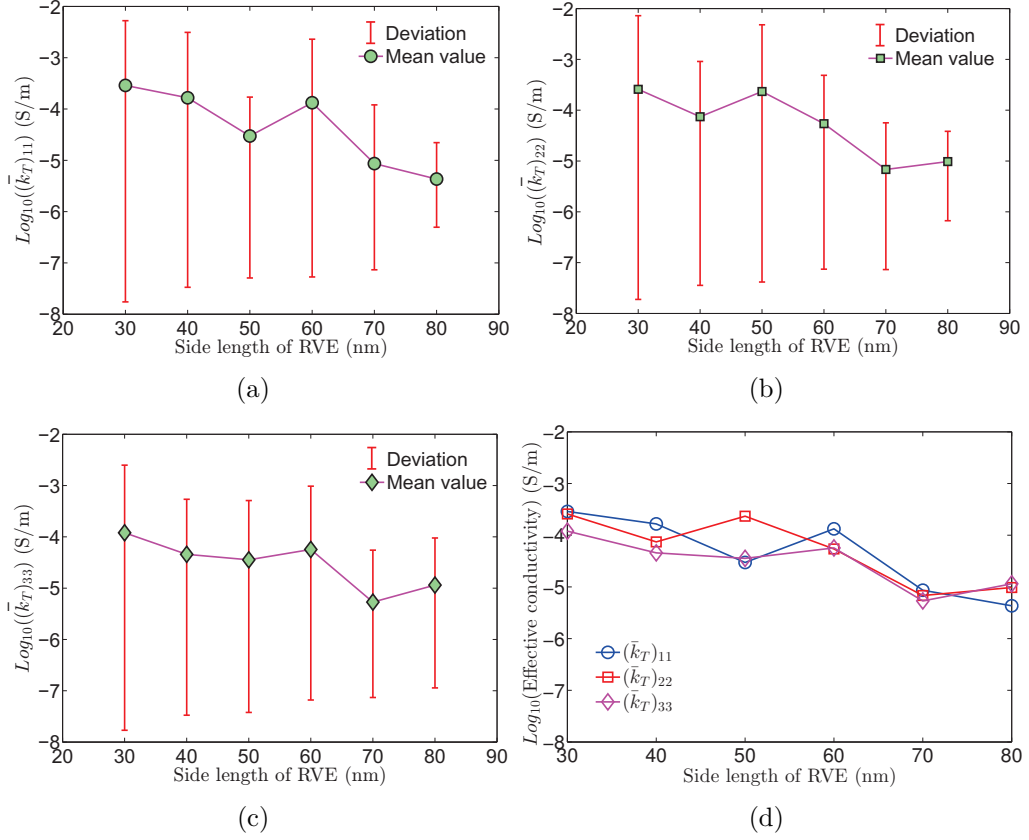 −2
−3
−4
−5
−6
−7
−8
20 30 40 50 60 70 80 90
Log10((k̄T)11) (S/m)
Side length of RVE (nm)
Deviation
Mean value
(a)
−2
−3
−4
−5
−6
−7
−8
20 30 40 50 60 70 80 90
Log10((k̄T)22) (S/m)
Side length of RVE (nm)
Deviation
Mean value
(b)
−2
−3
−4
−5
−6
−7
−8
20 30 40 50 60 70 80 90
Log10((k̄T)33) (S/m)
Side length of RVE (nm)
Deviation
Mean value
(c)
−2
−3
−4
−5
−6
−7
−8
30 40 50 60 70 80
Log10(Effective conductivity) (S/m)
Side length of RVE (nm)
(k̄T)11
(k̄T)22
(k̄T)33
(d)